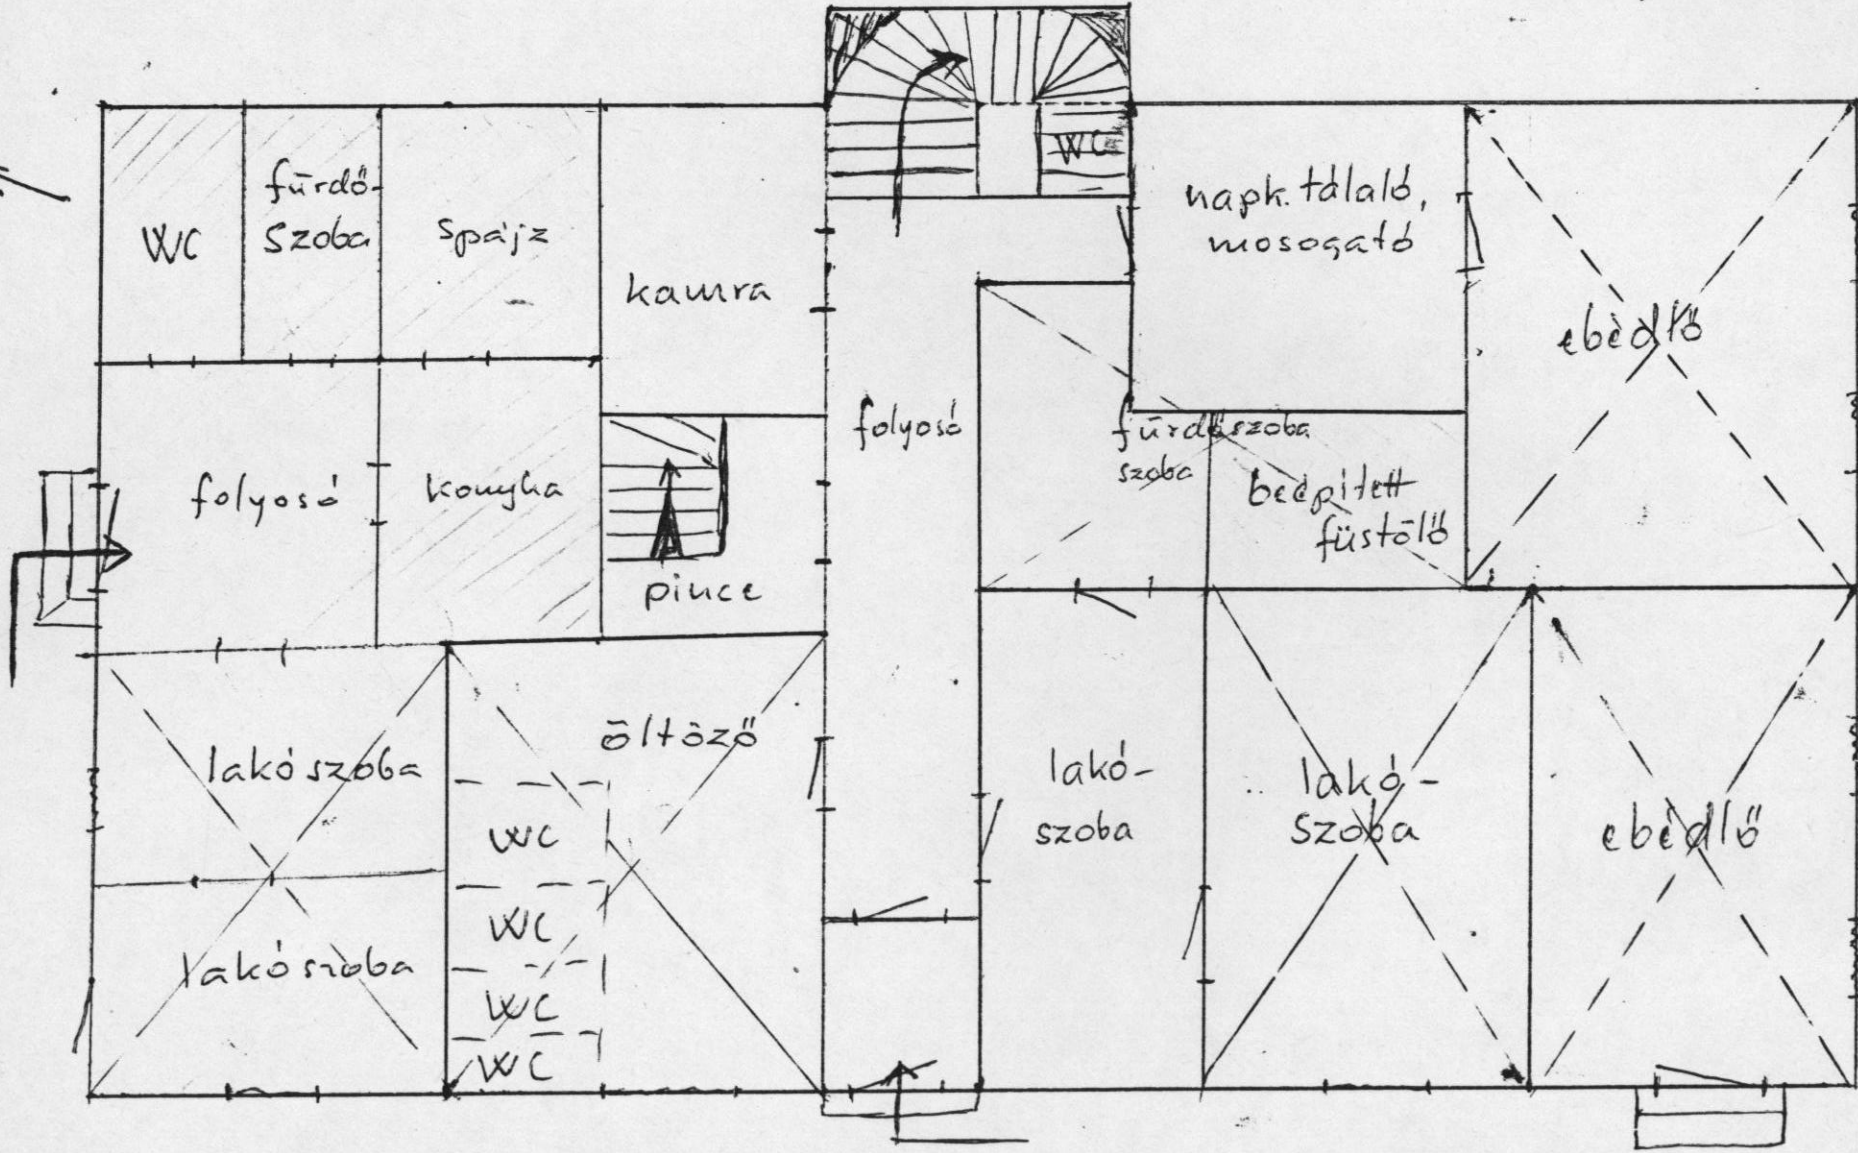 WC
WC
fürdő-
szoba
spájz
kamra
napk. tálaló,
mosogató
ebédlő
folyosó
konyha
pince
folyosó
fürdőszoba
szoba
beépített
füstölő
lakószoba
öltöző
lakószoba
WC
WC
WC
WC
lakó-
szoba
lakó-
szoba
ebédlő